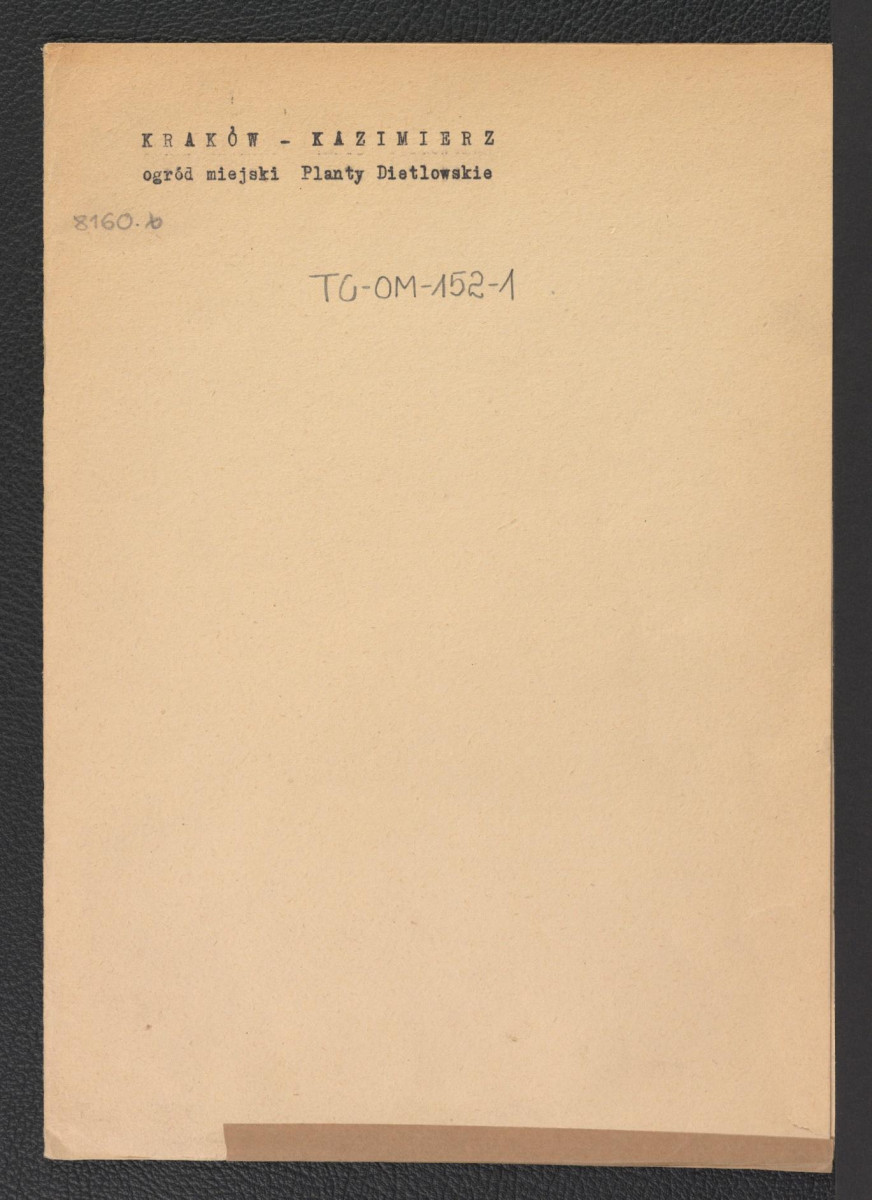 KRAKÓW - KAZIMIERZ
ogród miejski Planty Dietlowskie
8160.b
TG-OM-152-1